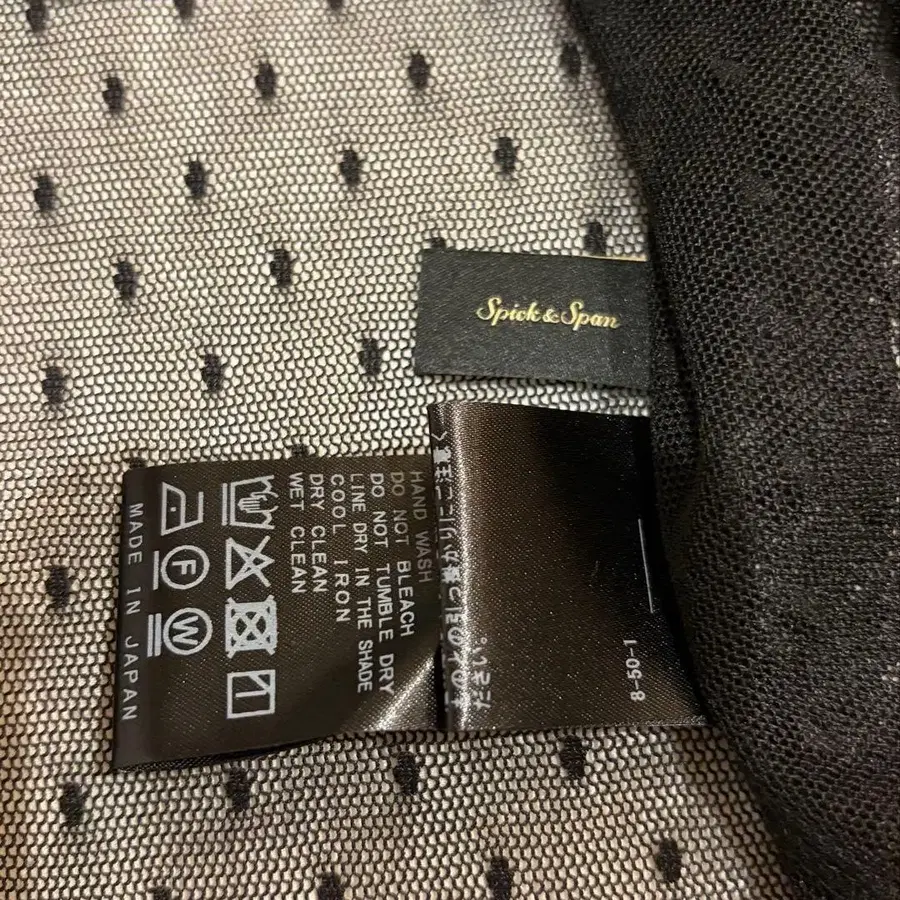 Spick & Span
HAND WASH
DO NOT BLEACH
DO NOT TUMBLE DRY
LINE DRY IN THE SHADE
COOL IRON
DRY CLEAN
WET CLEAN
F
W
MADE IN JAPAN
8-50-1